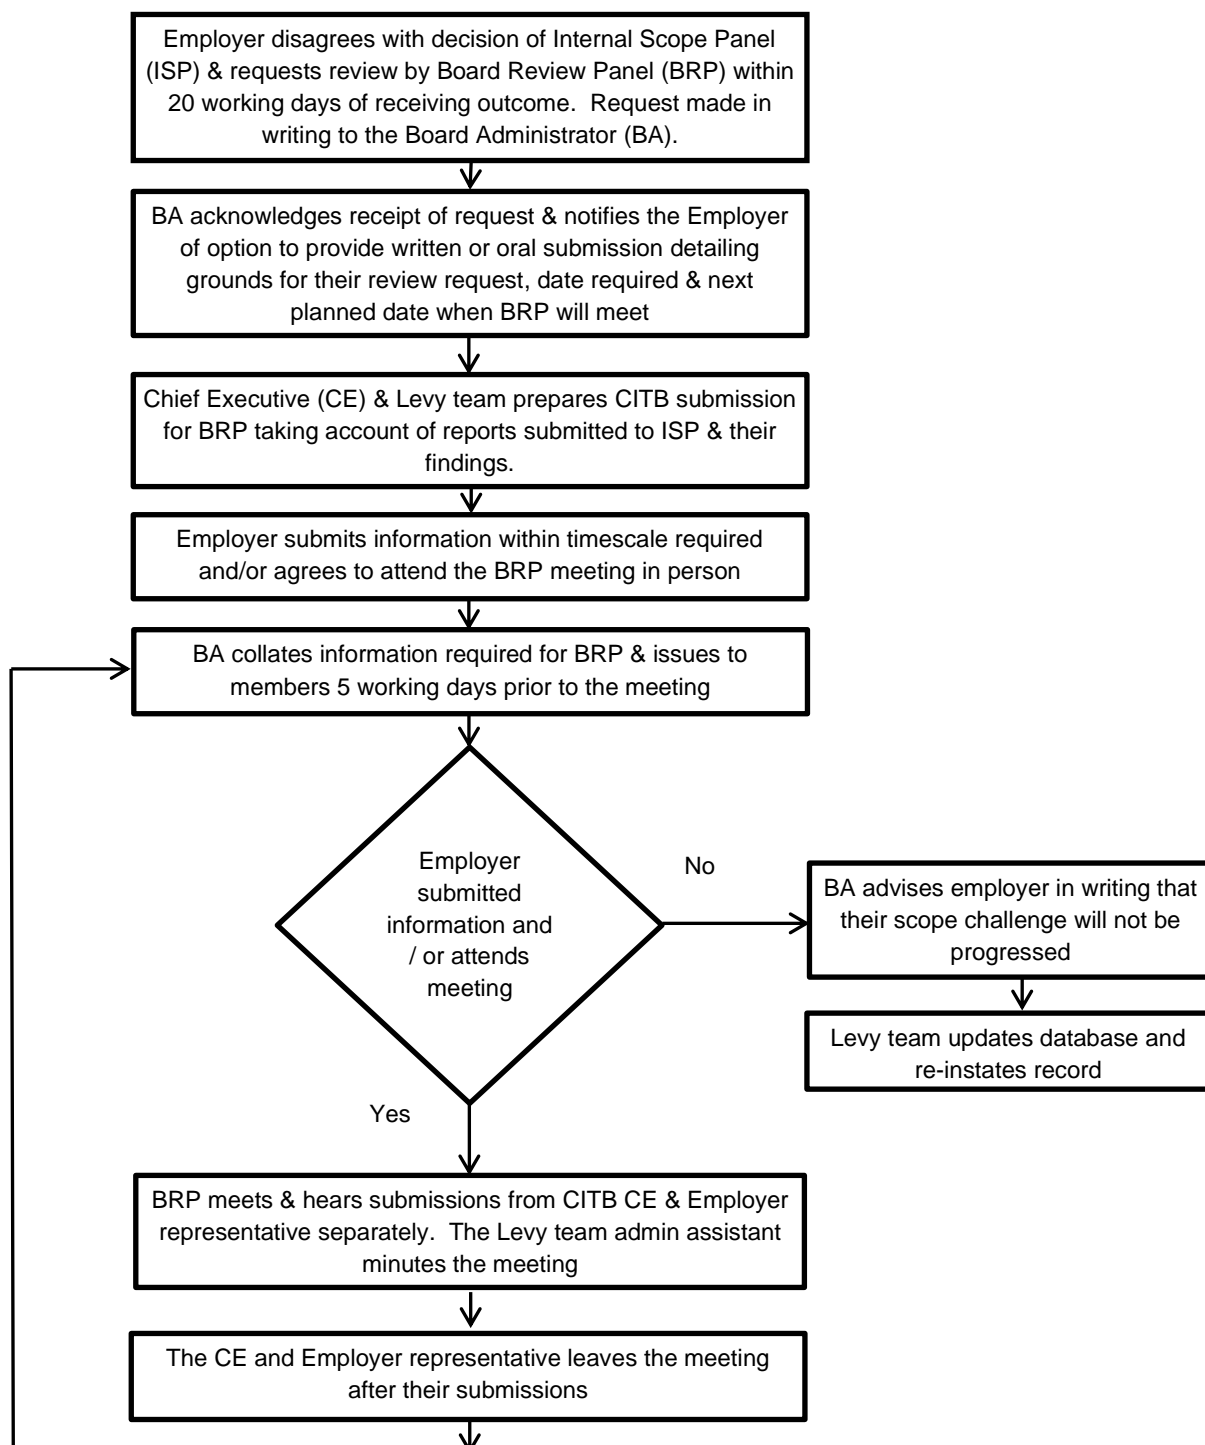 Employer disagrees with decision of Internal Scope Panel
(ISP) & requests review by Board Review Panel (BRP) within
20 working days of receiving outcome.  Request made in
writing to the Board Administrator (BA).
BA acknowledges receipt of request & notifies the Employer
of option to provide written or oral submission detailing
grounds for their review request, date required & next
planned date when BRP will meet
Chief Executive (CE) & Levy team prepares CITB submission
for BRP taking account of reports submitted to ISP & their
findings.
Employer submits information within timescale required
and/or agrees to attend the BRP meeting in person
BA collates information required for BRP & issues to
members 5 working days prior to the meeting
Employer
submitted
information and
/ or attends
meeting
No
BA advises employer in writing that
their scope challenge will not be
progressed
Levy team updates database and
re-instates record
Yes
BRP meets & hears submissions from CITB CE & Employer
representative separately.  The Levy team admin assistant
minutes the meeting
The CE and Employer representative leaves the meeting
after their submissions